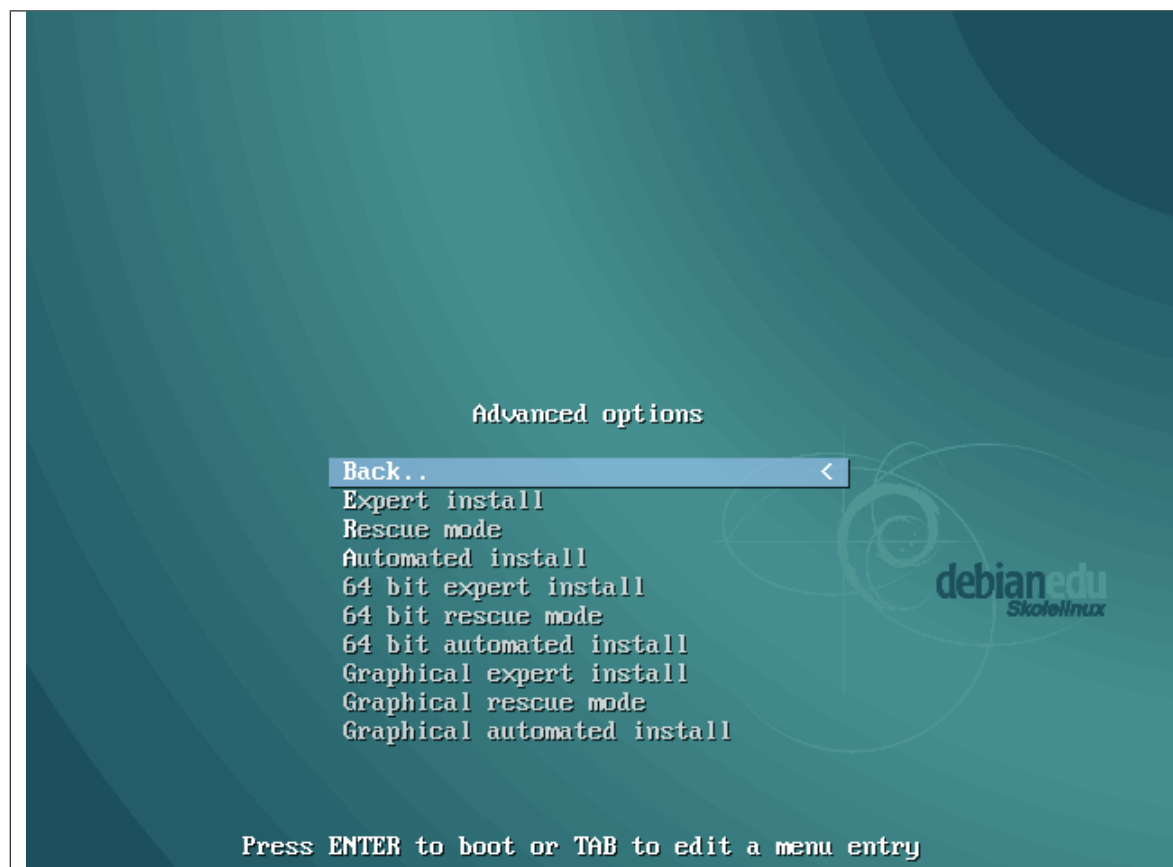 Advanced options
Back.. <
Expert install
Rescue mode
Automated install
64 bit expert install
64 bit rescue mode
64 bit automated install
Graphical expert install
Graphical rescue mode
Graphical automated install
debianedu
Skolelinux
Press ENTER to boot or TAB to edit a menu entry